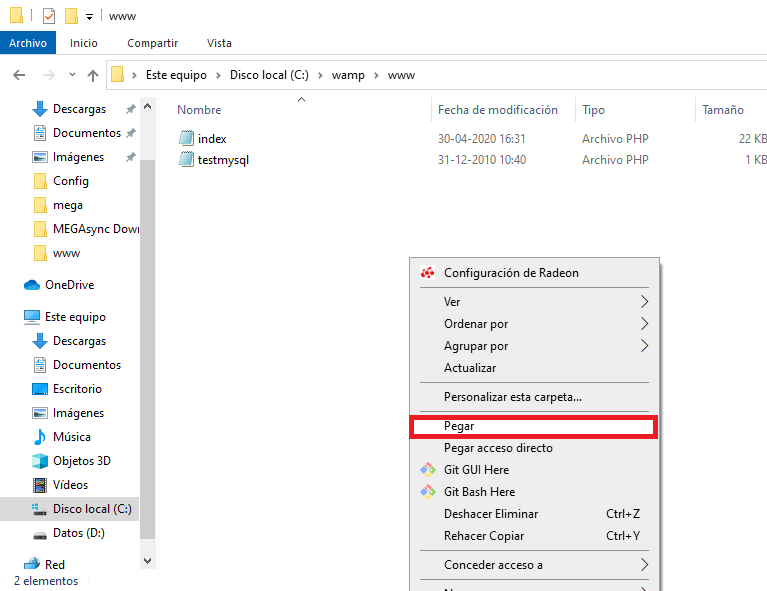 www
Archivo Inicio Compartir Vista
Este equipo Disco local (C:) wamp www
Nombre Fecha de modificación Tipo Tamaño
index 30-04-2020 16:31 Archivo PHP 22 KB
testmysql 31-12-2010 10:40 Archivo PHP 1 KB
Descargas
Documentos
Imágenes
Config
mega
MEGAsync Down
www
OneDrive
Este equipo
Descargas
Documentos
Escritorio
Imágenes
Música
Objetos 3D
Vídeos
Disco local (C:)
Datos (D:)
Red
2 elementos
Configuración de Radeon
Ver
Ordenar por
Agrupar por
Actualizar
Personalizar esta carpeta...
Pegar
Pegar acceso directo
Git GUI Here
Git Bash Here
Deshacer Eliminar Ctrl+Z
Rehacer Copiar Ctrl+Y
Conceder acceso a